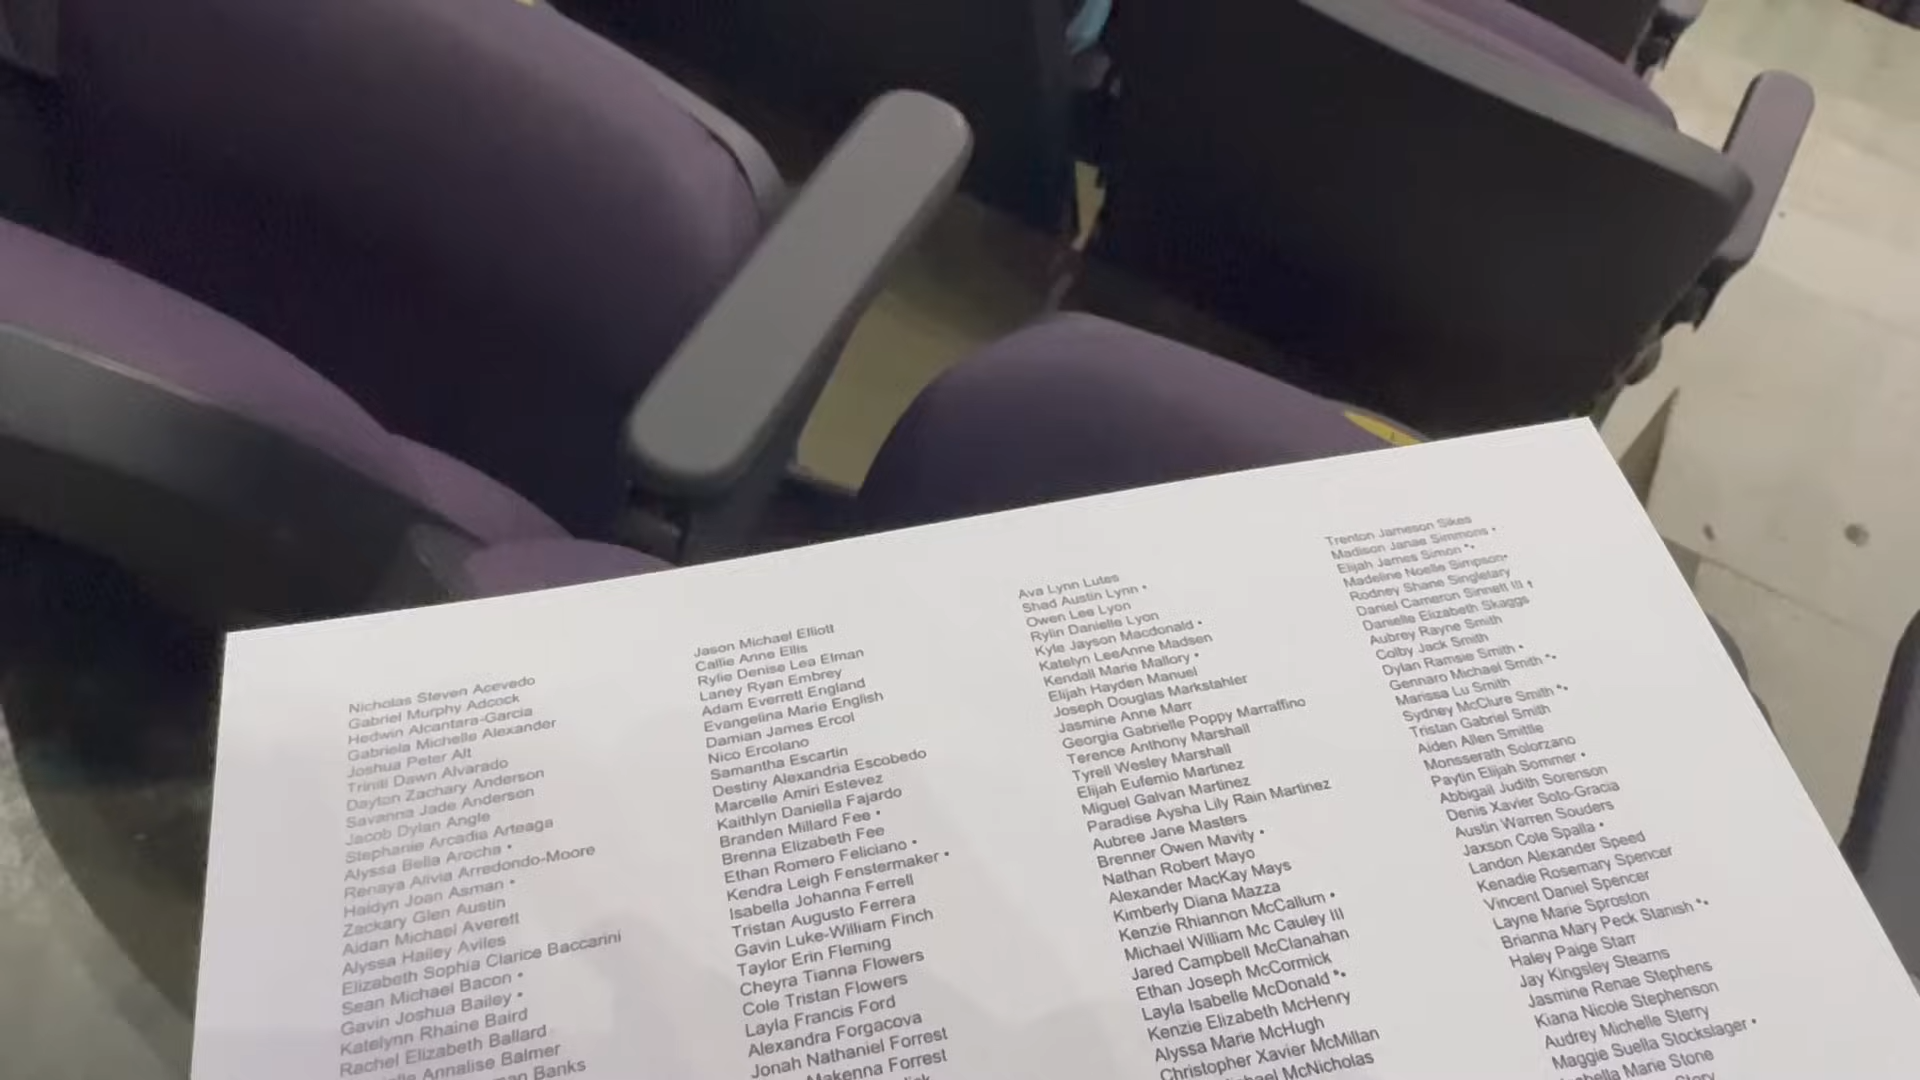 Nicholas Steven Acevedo
Gabriel Murphy Adcock
Hedwin Alcantara-Garcia
Gabriela Michelle Alexander
Joshua Peter Alt
Triniti Dawn Alvarado
Dayton Zachary Anderson
Savanna Jade Anderson
Jacob Dylan Angle
Stephanie Arcadia Arteaga
Alyssa Bella Arocha •
Renaya Alivia Arredondo-Moore
Haidyn Joan Asman •
Zackary Glen Austin
Aidan Michael Averett
Alyssa Hailey Aviles
Elizabeth Sophia Clarice Baccarini
Sean Michael Bacon •
Gavin Joshua Bailey •
Katelynn Rhaine Baird
Rachel Elizabeth Ballard
Annalise Balmer
Banks
Jason Michael Elliott
Callie Anne Ellis
Rylie Denise Lea Elman
Laney Ryan Embrey
Adam Everrett England
Evangelina Marie English
Damian James Ercol
Nico Ercolano
Samantha Escartin
Destiny Alexandria Escobedo
Marcelle Amiri Estevez
Kaithlyn Daniella Fajardo
Branden Millard Fee •
Brenna Elizabeth Fee
Ethan Romero Feliciano •
Kendra Leigh Fenstermaker •
Isabella Johanna Ferrell
Tristan Augusto Ferrera
Gavin Luke-William Finch
Taylor Erin Fleming
Cheyra Tianna Flowers
Cole Tristan Flowers
Layla Francis Ford
Alexandra Forgacova
Jonah Nathaniel Forrest
Makenna Forrest
Ava Lynn Lutes
Shad Austin Lynn •
Owen Lee Lyon
Rylin Danielle Lyon
Kyle Jayson Macdonald •
Katelyn LeeAnne Madsen
Kendall Marie Mallory •
Elijah Hayden Manuel
Joseph Douglas Markstahler
Jasmine Anne Marr
Georgia Gabrielle Poppy Marraffino
Terence Anthony Marshall
Tyrell Wesley Marshall
Elijah Eufemio Martinez
Miguel Galvan Martinez
Paradise Aysha Lily Rain Martinez
Aubree Jane Masters
Brenner Owen Mavity •
Nathan Robert Mayo
Alexander MacKay Mays
Kimberly Diana Mazza
Kenzie Rhiannon McCallum •
Michael William Mc Cauley III
Jared Campbell McClanahan
Ethan Joseph McCormick
Layla Isabelle McDonald *•
Kenzie Elizabeth McHenry
Alyssa Marie McHugh
Christopher Xavier McMillan
McNicholas
Trenton Jameson Sikes
Madison Janae Simmons •
Elijah James Simon *•
Madeline Noelle Simpson•
Rodney Shane Singletary
Daniel Cameron Sinnett III
Danielle Elizabeth Skaggs
Aubrey Rayne Smith
Colby Jack Smith
Dylan Ramsie Smith •
Gennaro Michael Smith *•
Marissa Lu Smith
Sydney McClure Smith *•
Tristan Gabriel Smith
Aiden Allen Smittle
Monsserath Solorzano
Paytin Elijah Sommer •
Abbigail Judith Sorenson
Denis Xavier Soto-Gracia
Austin Warren Souders
Jaxson Cole Spalla •
Landon Alexander Speed
Kenadie Rosemary Spencer
Vincent Daniel Spencer
Layne Marie Sproston
Brianna Mary Peck Stanish *•
Haley Paige Starr
Jay Kingsley Stearns
Jasmine Renae Stephens
Kiana Nicole Stephenson
Audrey Michelle Sterry
Maggie Suella Stockslager •
Marie Stone